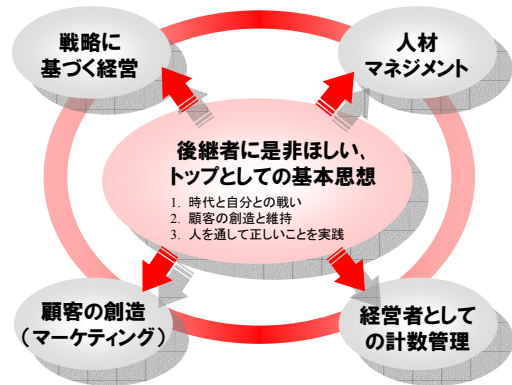 戦略に
基づく経営
人材
マネジメント
後継者に是非ほしい、
トップとしての基本思想
1. 時代と自分との戦い
2. 顧客の創造と維持
3. 人を通して正しいことを実践
顧客の創造
（マーケティング）
経営者として
の計数管理